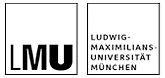 LMU
LUDWIG-
MAXIMILIANS-
UNIVERSITÄT
MÜNCHEN